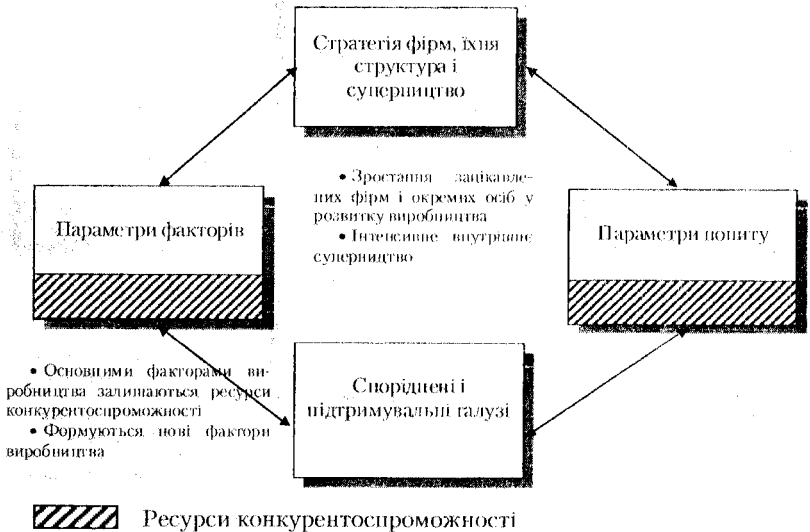 Стратегія фірм, їхня
структура і
суперництво
• Зростання зацікавле-
них фірм і окремих осіб у
розвитку виробництва
• Інтенсивне внутрішнє
суперництво
Параметри факторів
Параметри попиту
• Основними факторами ви-
робництва залишаються ресурси
конкурентоспроможності
• Формуються нові фактори
виробництва
Споріднені і
підтримувальні галузі
Ресурси конкурентоспроможності